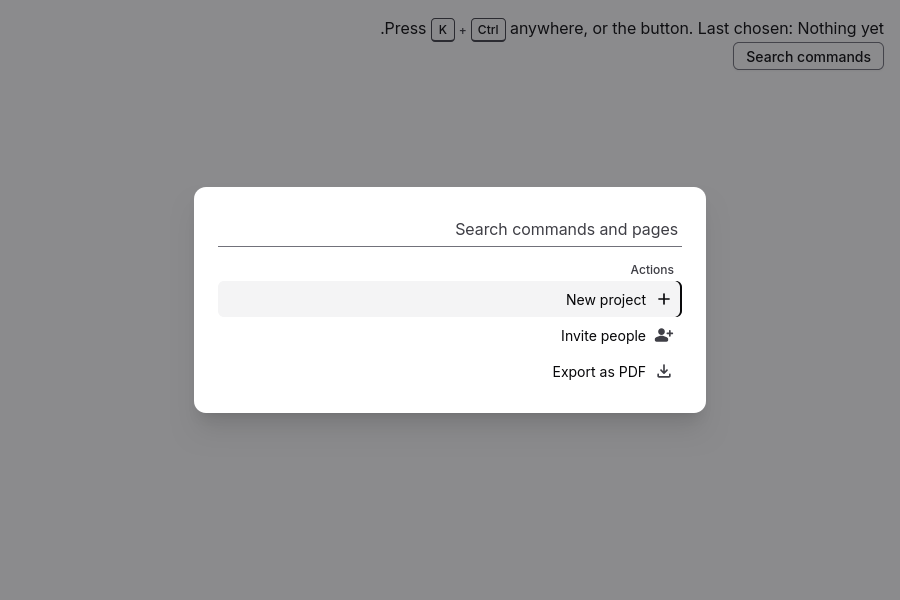 .Press K + Ctrl anywhere, or the button. Last chosen: Nothing yet
Search commands
Search commands and pages
Actions
New project
Invite people
Export as PDF